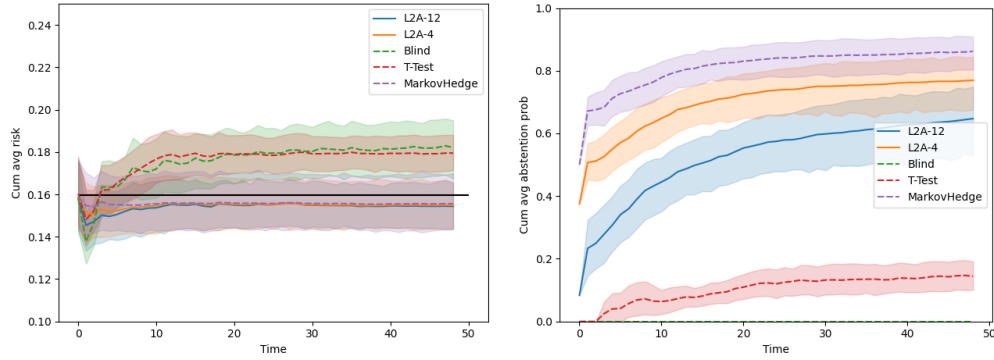 0.24
0.22
0.20
0.18
0.16
0.14
0.12
0.10
Cum avg risk
0
10
20
30
40
50
Time
L2A-12
L2A-4
Blind
T-Test
MarkovHedge
1.0
0.8
0.6
0.4
0.2
0.0
Cum avg abstention prob
0
10
20
30
40
50
Time
L2A-12
L2A-4
Blind
T-Test
MarkovHedge